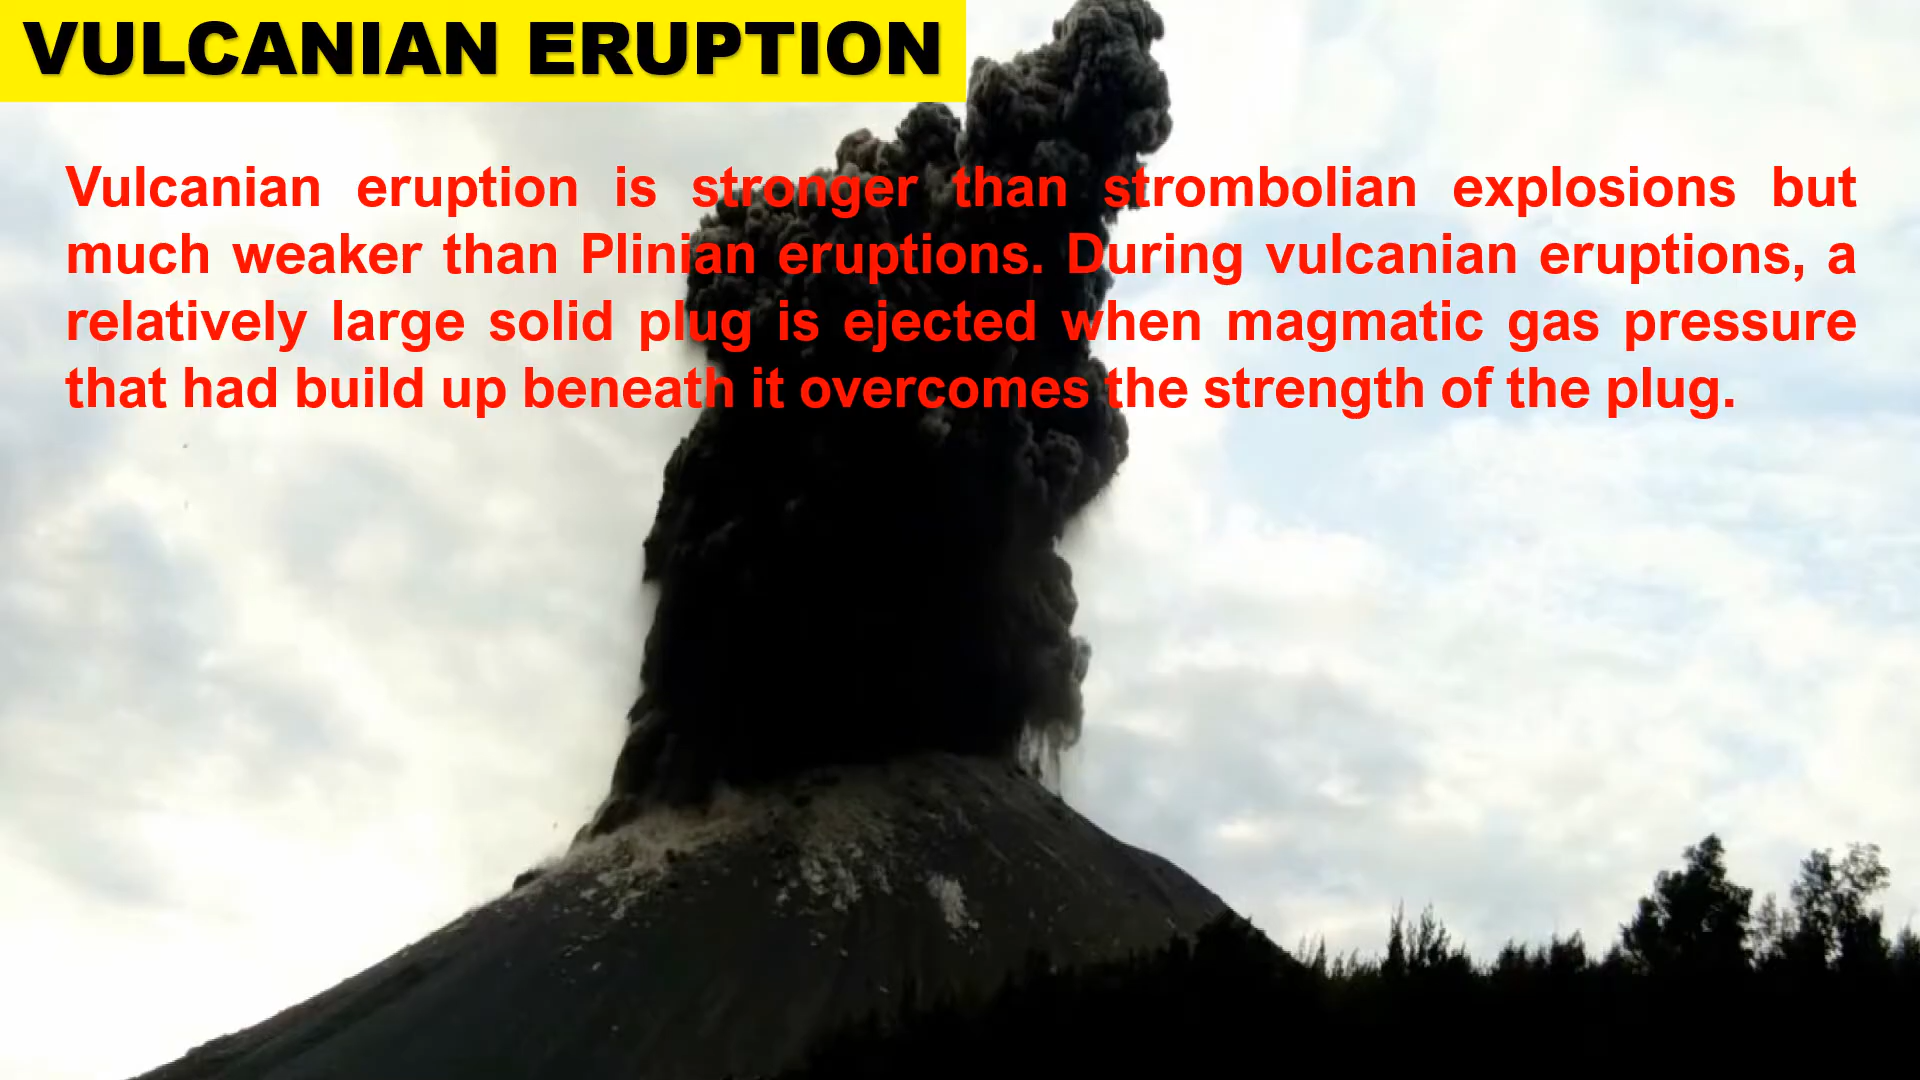 VULCANIAN ERUPTION
Vulcanian eruption is stronger than strombolian explosions but
much weaker than Plinian eruptions. During vulcanian eruptions, a
relatively large solid plug is ejected when magmatic gas pressure
that had build up beneath it overcomes the strength of the plug.